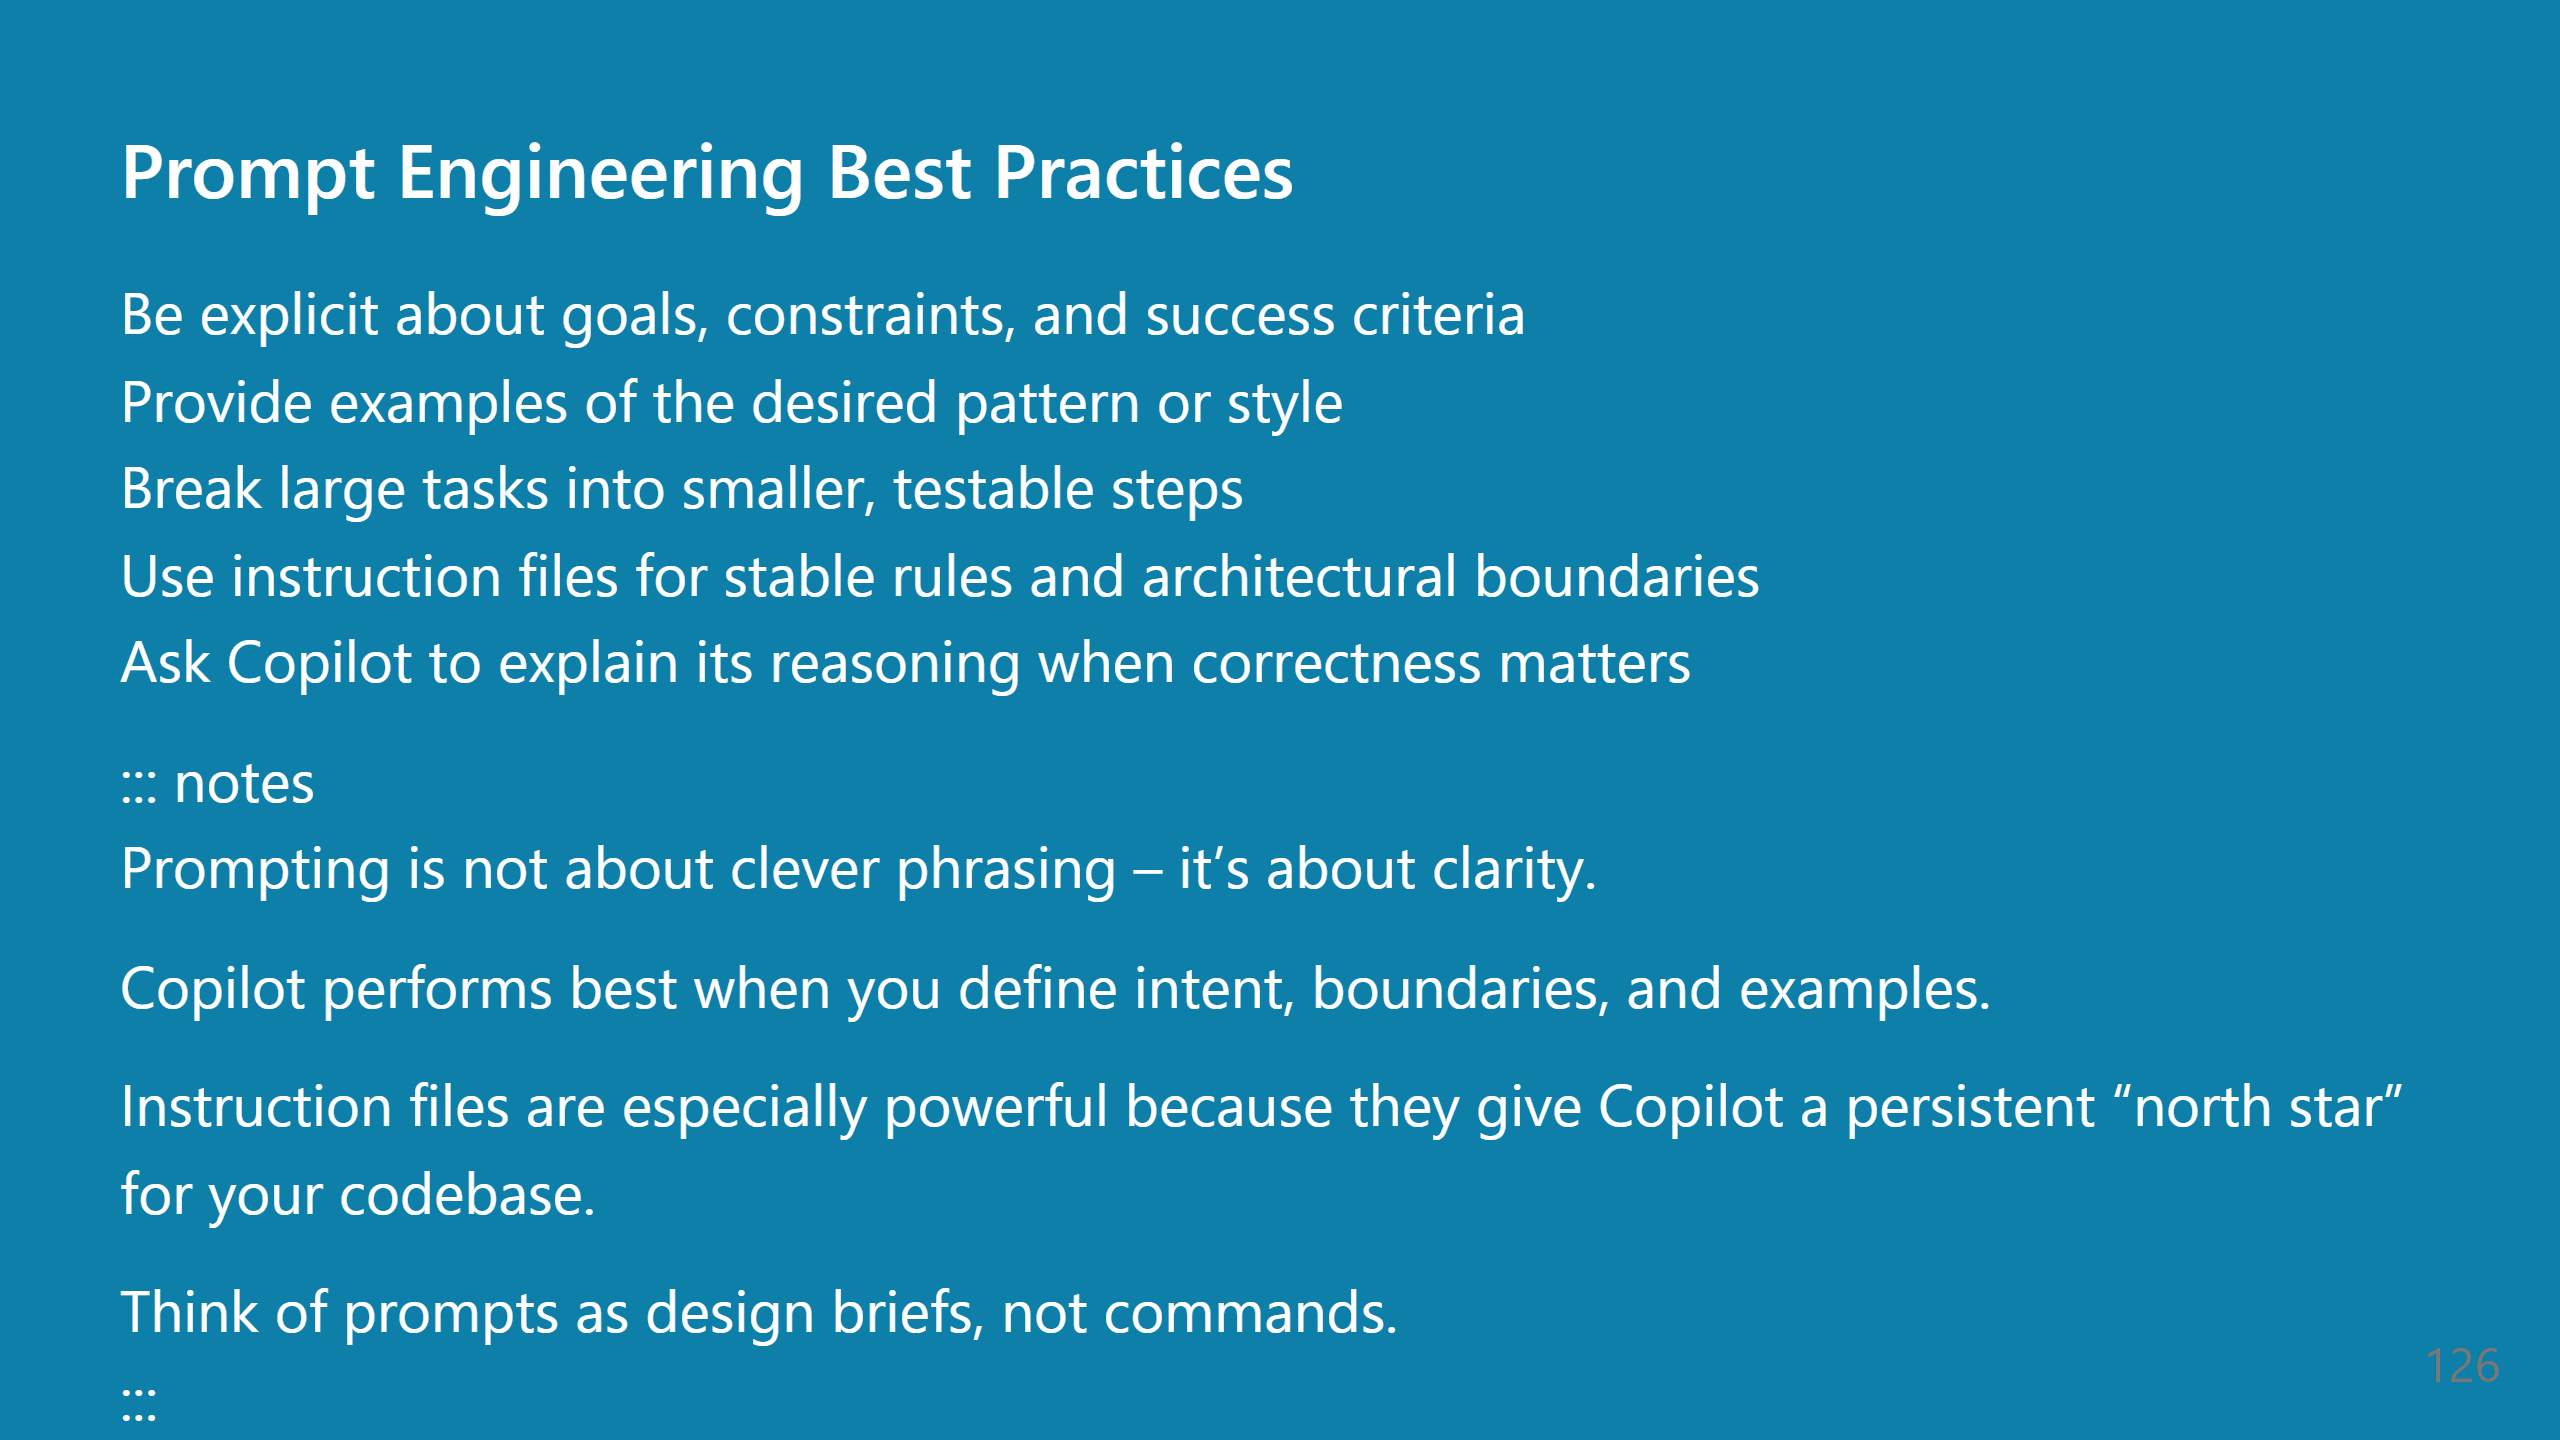 Prompt Engineering Best Practices
Be explicit about goals, constraints, and success criteria
Provide examples of the desired pattern or style
Break large tasks into smaller, testable steps
Use instruction files for stable rules and architectural boundaries
Ask Copilot to explain its reasoning when correctness matters
::: notes
Prompting is not about clever phrasing – it’s about clarity.
Copilot performs best when you define intent, boundaries, and examples.
Instruction files are especially powerful because they give Copilot a persistent “north star”
for your codebase.
Think of prompts as design briefs, not commands.
:::
126